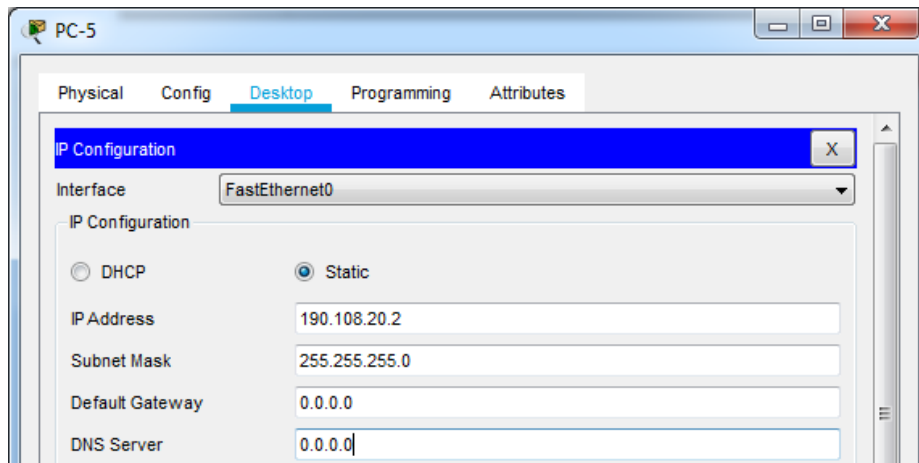 PC-5
Physical Config Desktop Programming Attributes
IP Configuration X
Interface FastEthernet0
IP Configuration
DHCP Static
IP Address 190.108.20.2
Subnet Mask 255.255.255.0
Default Gateway 0.0.0.0
DNS Server 0.0.0.0